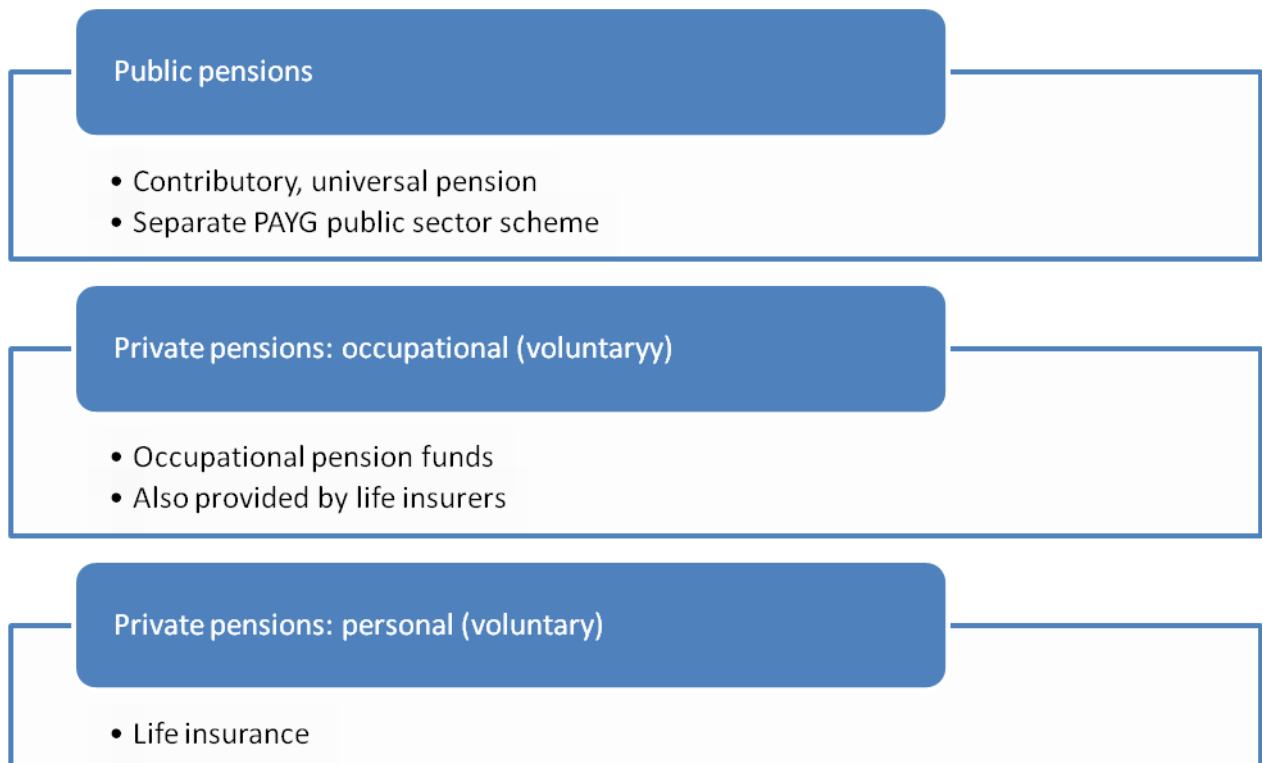 Public pensions
• Contributory, universal pension
• Separate PAYG public sector scheme
Private pensions: occupational (voluntaryy)
• Occupational pension funds
• Also provided by life insurers
Private pensions: personal (voluntary)
• Life insurance